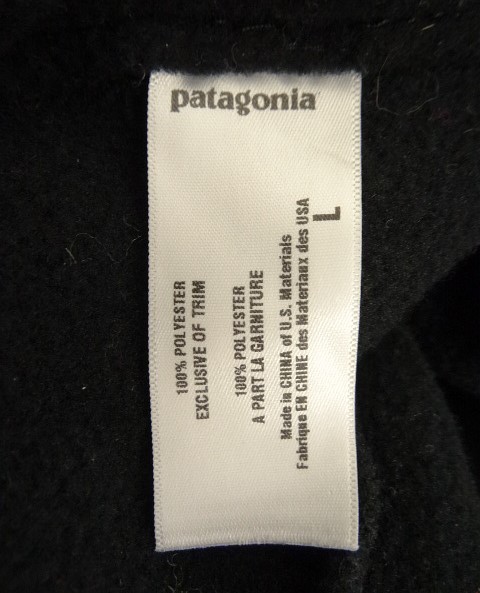 patagonia
100% POLYESTER
EXCLUSIVE OF TRIM
100% POLYESTER
A PART LA GARNITURE
Made in CHINA of U.S. Materials
Fabrique EN CHINE des Materiaux des USA
L